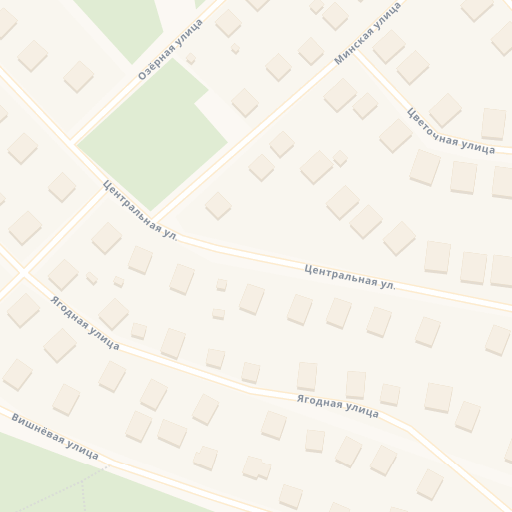 Озёрная улица
Минская улица
Цветочная улица
Центральная ул.
Центральная ул.
Ягодная улица
Ягодная улица
Вишнёвая улица